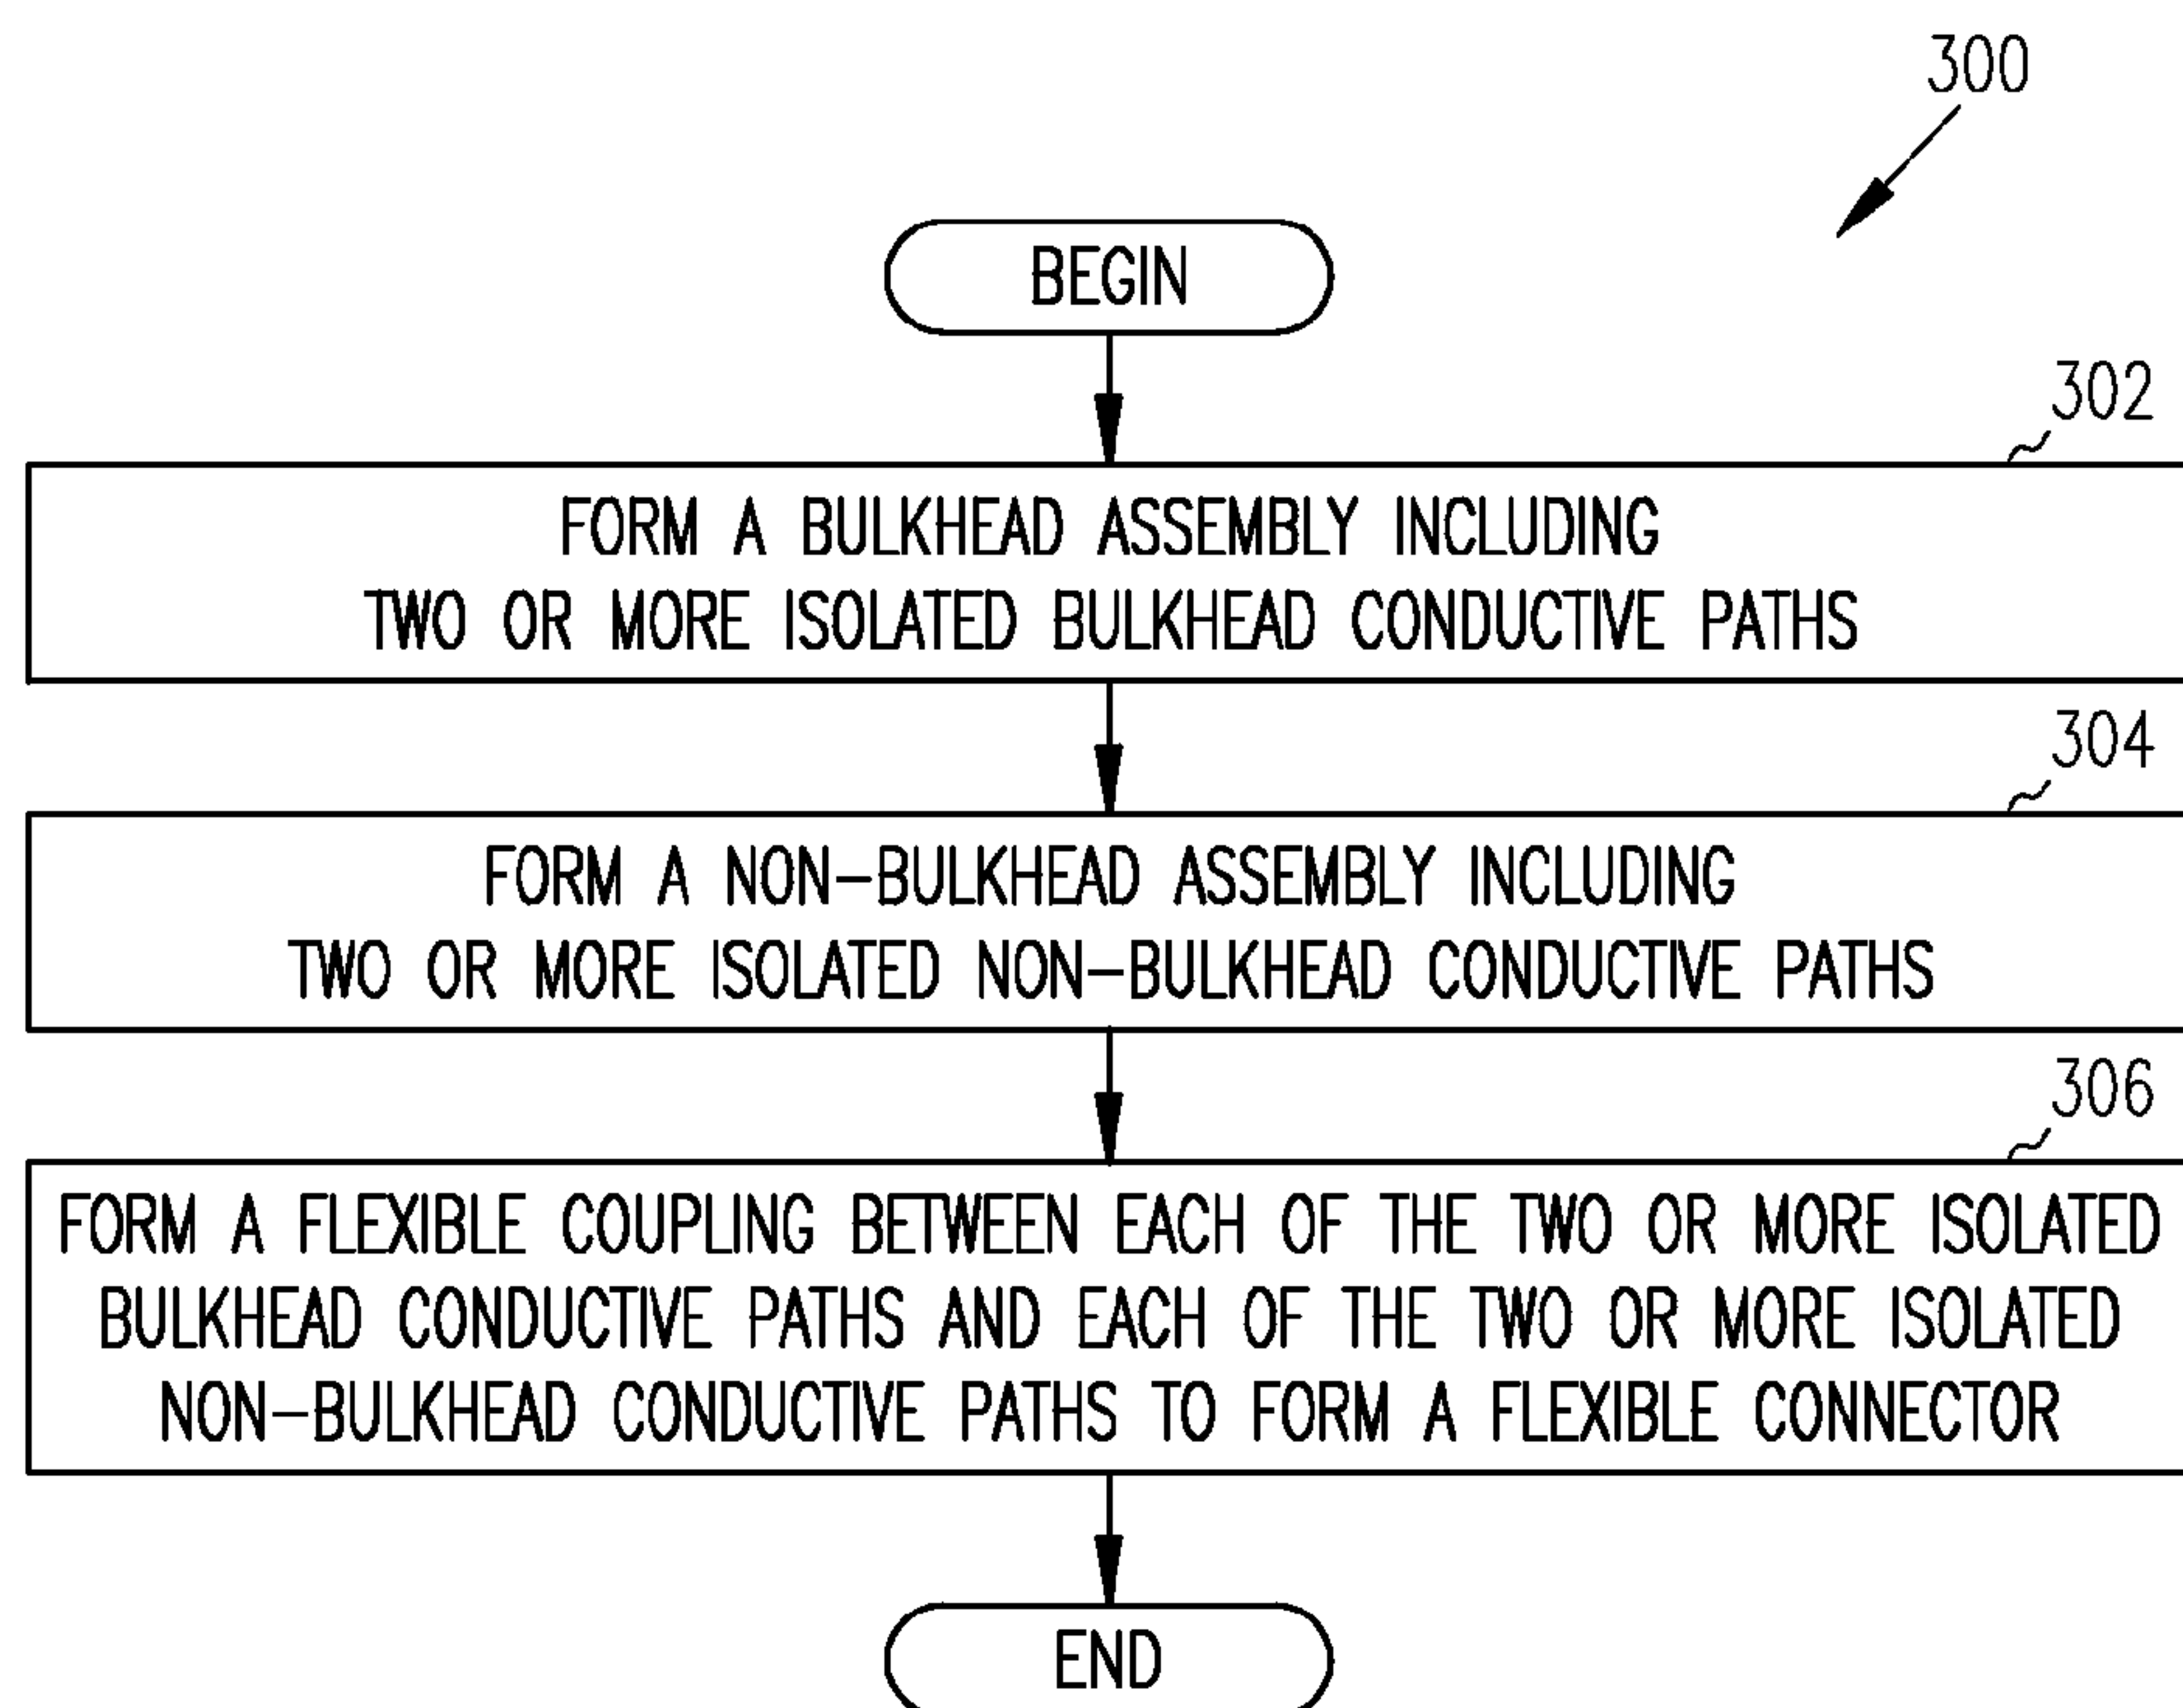 300
BEGIN
302
FORM A BULKHEAD ASSEMBLY INCLUDING
TWO OR MORE ISOLATED BULKHEAD CONDUCTIVE PATHS
304
FORM A NON-BULKHEAD ASSEMBLY INCLUDING
TWO OR MORE ISOLATED NON-BULKHEAD CONDUCTIVE PATHS
306
FORM A FLEXIBLE COUPLING BETWEEN EACH OF THE TWO OR MORE ISOLATED
BULKHEAD CONDUCTIVE PATHS AND EACH OF THE TWO OR MORE ISOLATED
NON-BULKHEAD CONDUCTIVE PATHS TO FORM A FLEXIBLE CONNECTOR
END